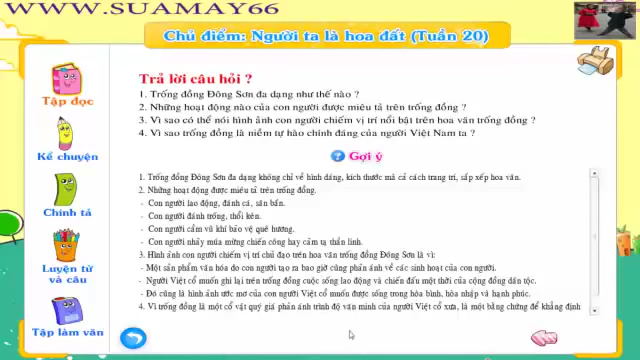 WWW.SUAMAY66
Chủ điểm: Người ta là hoa đất (Tuần 20)
Trả lời câu hỏi ?
1. Trống đồng Đông Sơn đa dạng như thế nào ?
2. Những hoạt động nào của con người được miêu tả trên trống đồng ?
3. Vì sao có thể nói hình ảnh con người chiếm vị trí nổi bật trên hoa văn trống đồng ?
4. Vì sao trống đồng là niềm tự hào chính đáng của người Việt Nam ta ?
Gợi ý
1. Trống đồng Đông Sơn đa dạng không chỉ về hình dáng, kích thước mà cả cách trang trí, sắp xếp hoa văn.
2. Những hoạt động được miêu tả trên trống đồng.
- Con người lao động, đánh cá, săn bắn.
- Con người đánh trống, thổi kèn.
- Con người cầm vũ khí bảo vệ quê hương.
- Con người nhảy múa mừng chiến công hay cảm tạ thần linh.
3. Hình ảnh con người chiếm vị trí chủ đạo trên hoa văn trống đồng Đông Sơn là vì:
- Một sản phẩm văn hóa do con người tạo ra bao giờ cũng phản ánh về các sinh hoạt của con người.
- Người Việt cổ muốn ghi lại trên trống đồng cuộc sống lao động và chiến đấu một thời của cộng đồng dân tộc.
- Đó cũng là hình ảnh ước mơ của con người Việt cổ muốn được sống trong hòa bình, hòa nhập và hạnh phúc.
4. Vì trống đồng là một cổ vật quý giá phản ánh trình độ văn minh của người Việt cổ xưa, là một bằng chứng để khẳng định
Tập đọc
Kể chuyện
Chính tả
Luyện từ
và câu
Tập làm văn